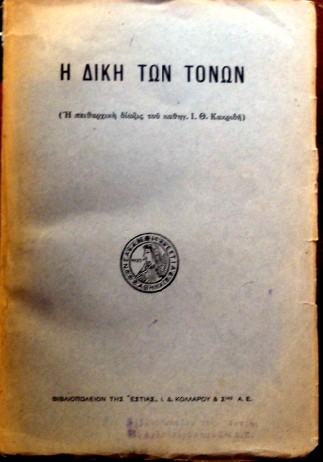 Η ΔΙΚΗ ΤΩΝ ΤΟΝΩΝ
(Ἡ πειθαρχικὴ δίωξις τοῦ καθηγ. Ι. Θ. Κακριδῆ)
ΒΙΒΛΙΟΠΩΛΕΙΟΝ ΤΗΣ "ΕΣΤΙΑΣ„ Ι. Δ. ΚΟΛΛΑΡΟΥ & Σιας Α. Ε.